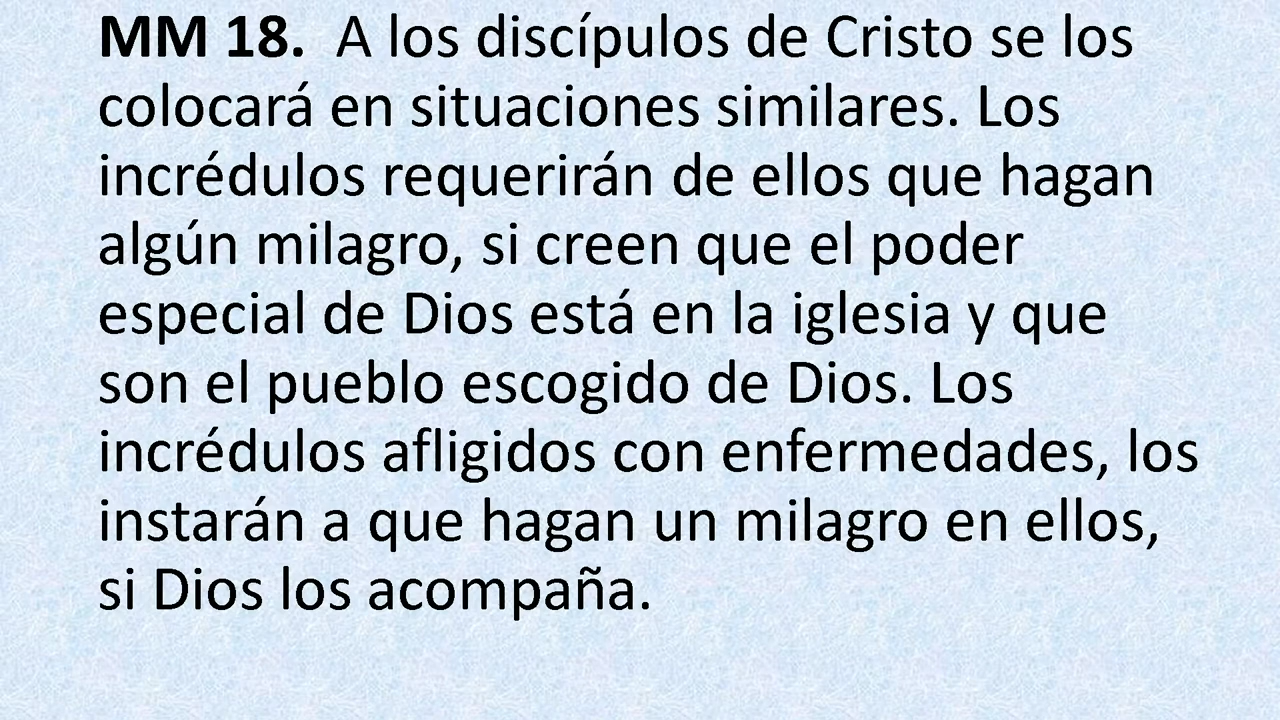 MM 18.  A los discípulos de Cristo se los
colocará en situaciones similares. Los
incrédulos requerirán de ellos que hagan
algún milagro, si creen que el poder
especial de Dios está en la iglesia y que
son el pueblo escogido de Dios. Los
incrédulos afligidos con enfermedades, los
instarán a que hagan un milagro en ellos,
si Dios los acompaña.